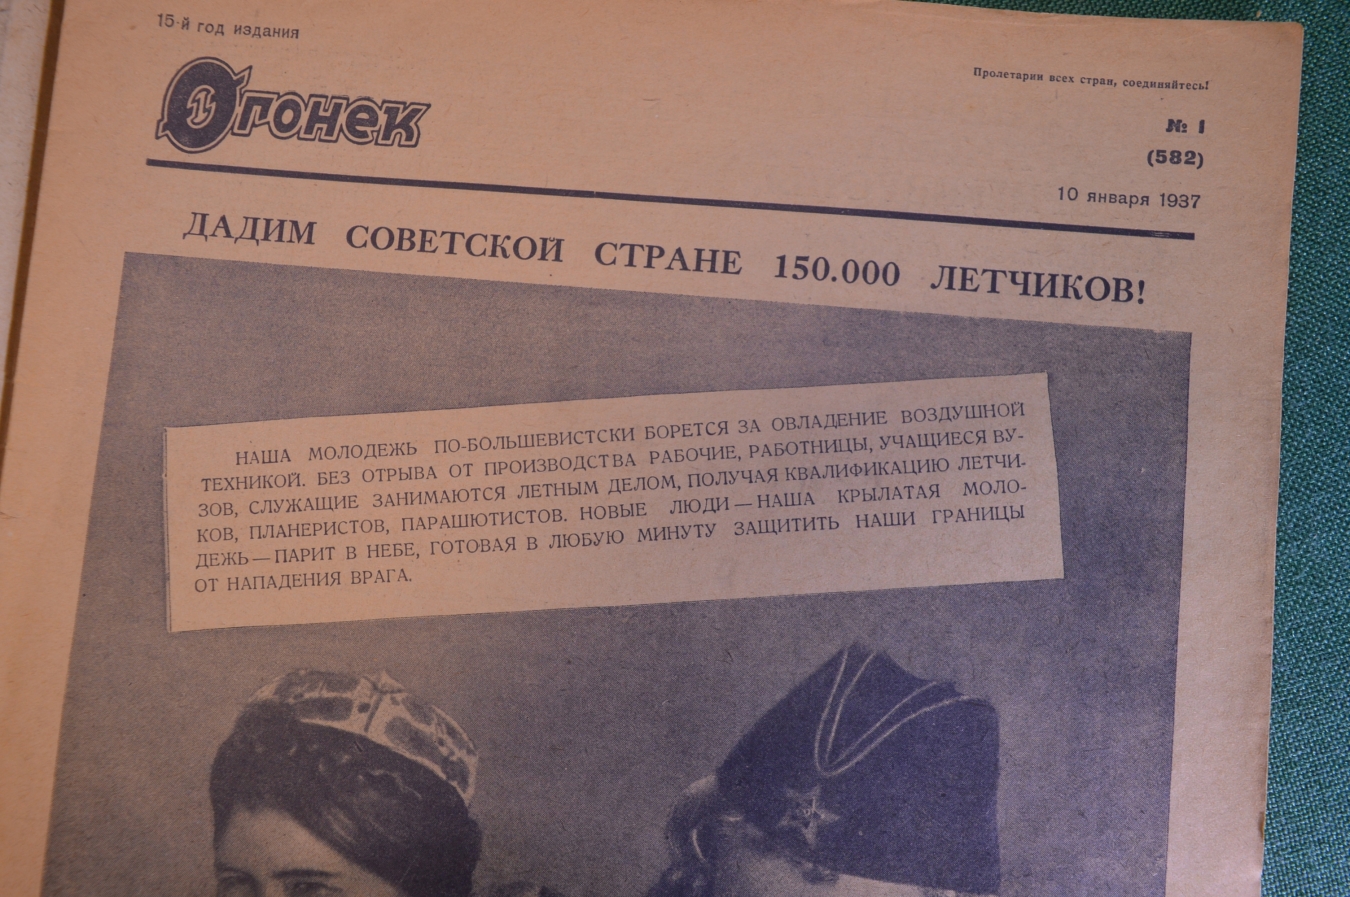 15-й год издания
Огонек
Пролетарии всех стран, соединяйтесь!
№ 1
(582)
10 января 1937
ДАДИМ СОВЕТСКОЙ СТРАНЕ 150.000 ЛЕТЧИКОВ!
НАША МОЛОДЕЖЬ ПО-БОЛЬШЕВИСТСКИ БОРЕТСЯ ЗА ОВЛАДЕНИЕ ВОЗДУШНОЙ
ТЕХНИКОЙ. БЕЗ ОТРЫВА ОТ ПРОИЗВОДСТВА РАБОЧИЕ, РАБОТНИЦЫ, УЧАЩИЕСЯ ВУ-
ЗОВ, СЛУЖАЩИЕ ЗАНИМАЮТСЯ ЛЕТНЫМ ДЕЛОМ, ПОЛУЧАЯ КВАЛИФИКАЦИЮ ЛЕТЧИ-
КОВ, ПЛАНЕРИСТОВ, ПАРАШЮТИСТОВ. НОВЫЕ ЛЮДИ — НАША КРЫЛАТАЯ МОЛО-
ДЕЖЬ — ПАРИТ В НЕБЕ, ГОТОВАЯ В ЛЮБУЮ МИНУТУ ЗАЩИТИТЬ НАШИ ГРАНИЦЫ
ОТ НАПАДЕНИЯ ВРАГА.